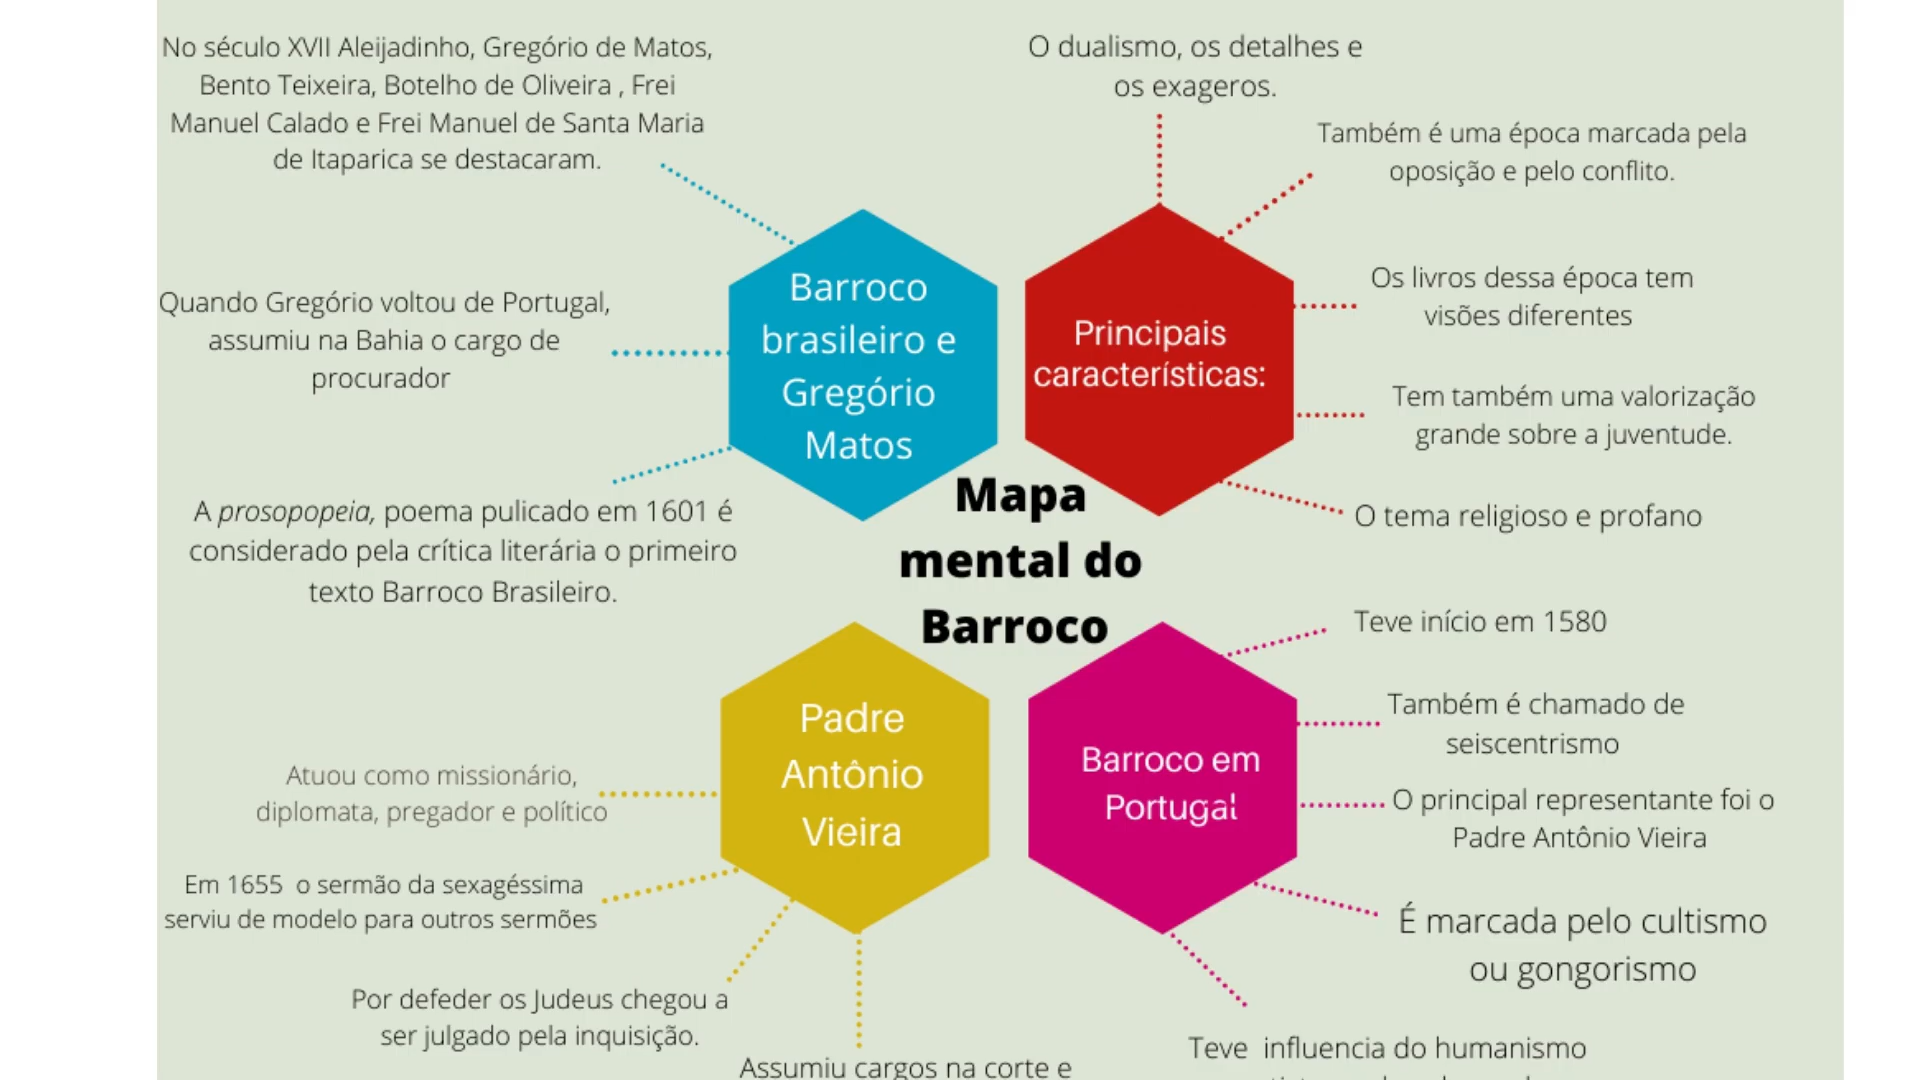 No século XVII Aleijadinho, Gregório de Matos,
Bento Teixeira, Botelho de Oliveira , Frei
Manuel Calado e Frei Manuel de Santa Maria
de Itaparica se destacaram.
Quando Gregório voltou de Portugal,
assumiu na Bahia o cargo de
procurador
A prosopopeia, poema pulicado em 1601 é
considerado pela crítica literária o primeiro
texto Barroco Brasileiro.
Barroco
brasileiro e
Gregório
Matos
O dualismo, os detalhes e
os exageros.
Também é uma época marcada pela
oposição e pelo conflito.
Os livros dessa época tem
visões diferentes
Tem também uma valorização
grande sobre a juventude.
O tema religioso e profano
Principais
características:
Mapa
mental do
Barroco
Padre
Antônio
Vieira
Atuou como missionário,
diplomata, pregador e político
Em 1655 o sermão da sexagéssima
serviu de modelo para outros sermões
Por defeder os Judeus chegou a
ser julgado pela inquisição.
Assumiu cargos na corte e
Barroco em
Portugal
Teve início em 1580
Também é chamado de
seiscentrismo
O principal representante foi o
Padre Antônio Vieira
É marcada pelo cultismo
ou gongorismo
Teve influencia do humanismo